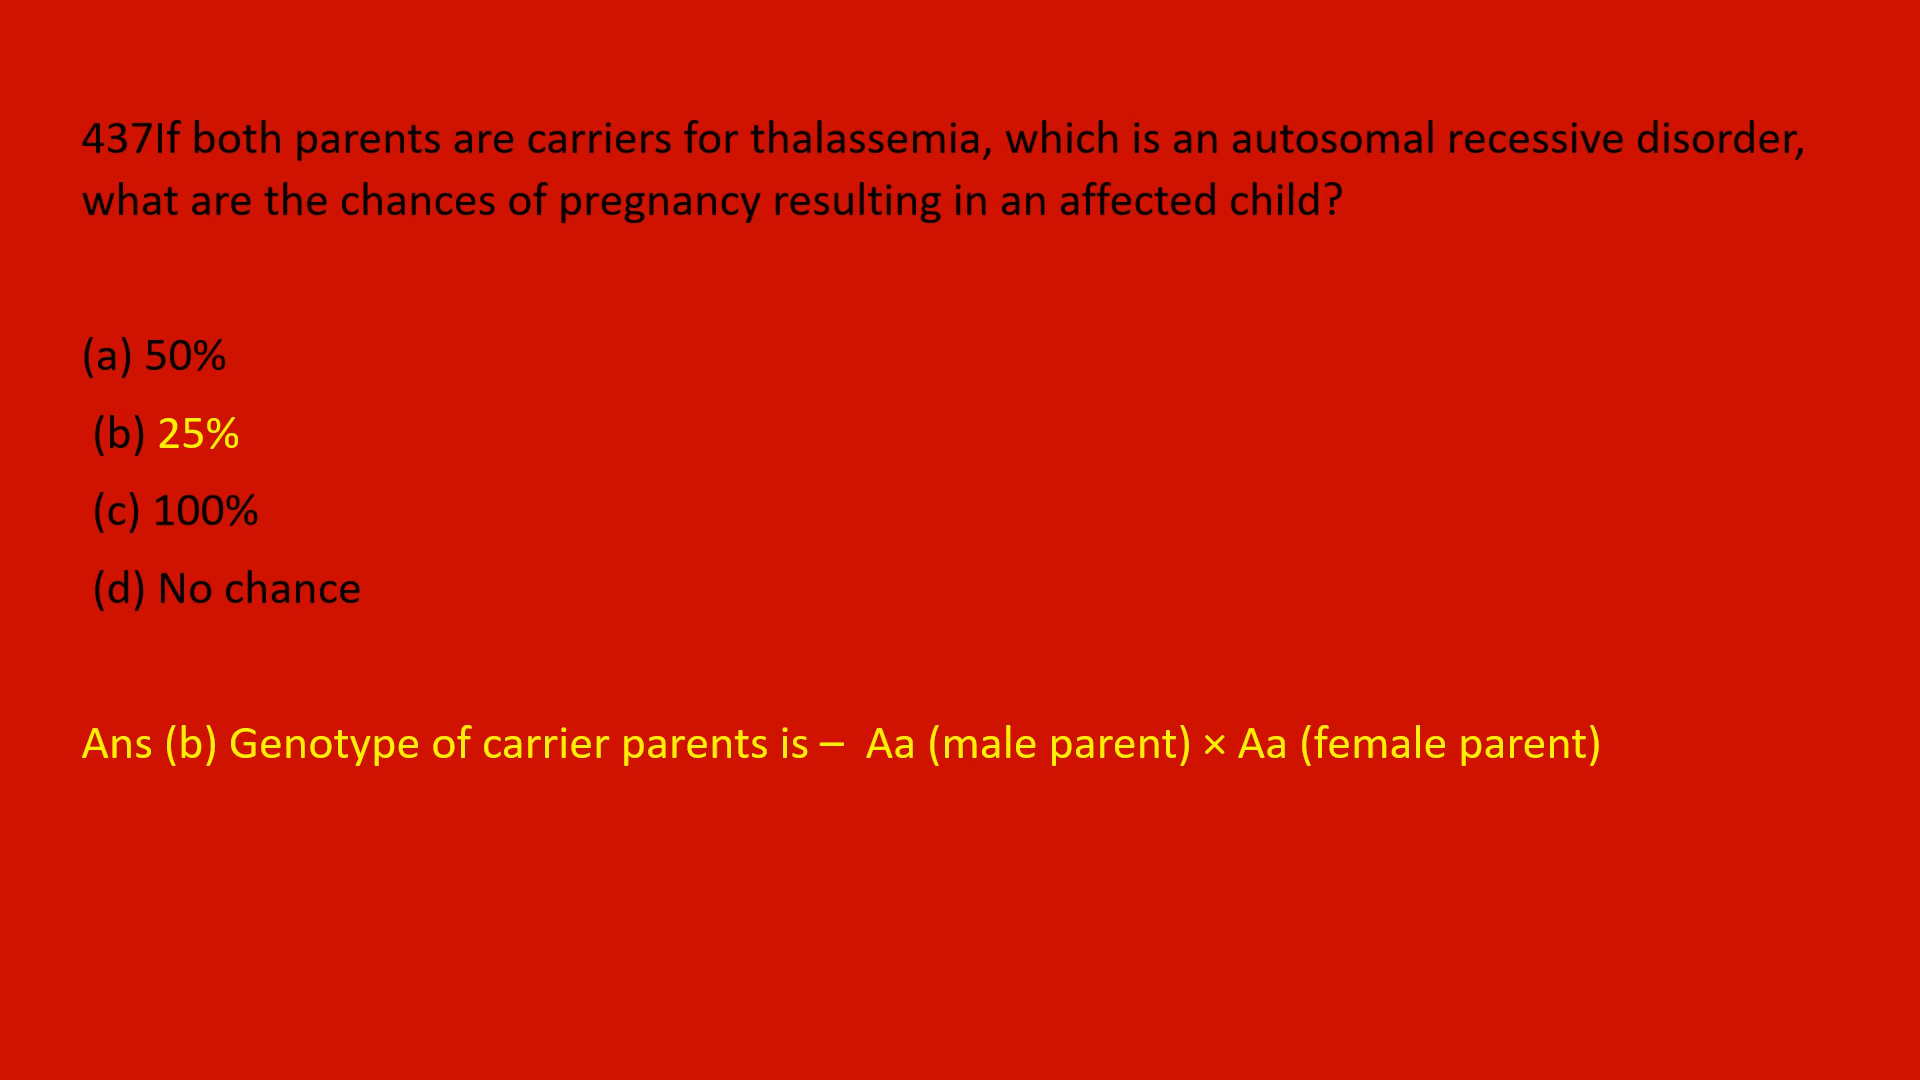 437If both parents are carriers for thalassemia, which is an autosomal recessive disorder,
what are the chances of pregnancy resulting in an affected child?
(a) 50%
(b) 25%
(c) 100%
(d) No chance
Ans (b) Genotype of carrier parents is – Aa (male parent) × Aa (female parent)